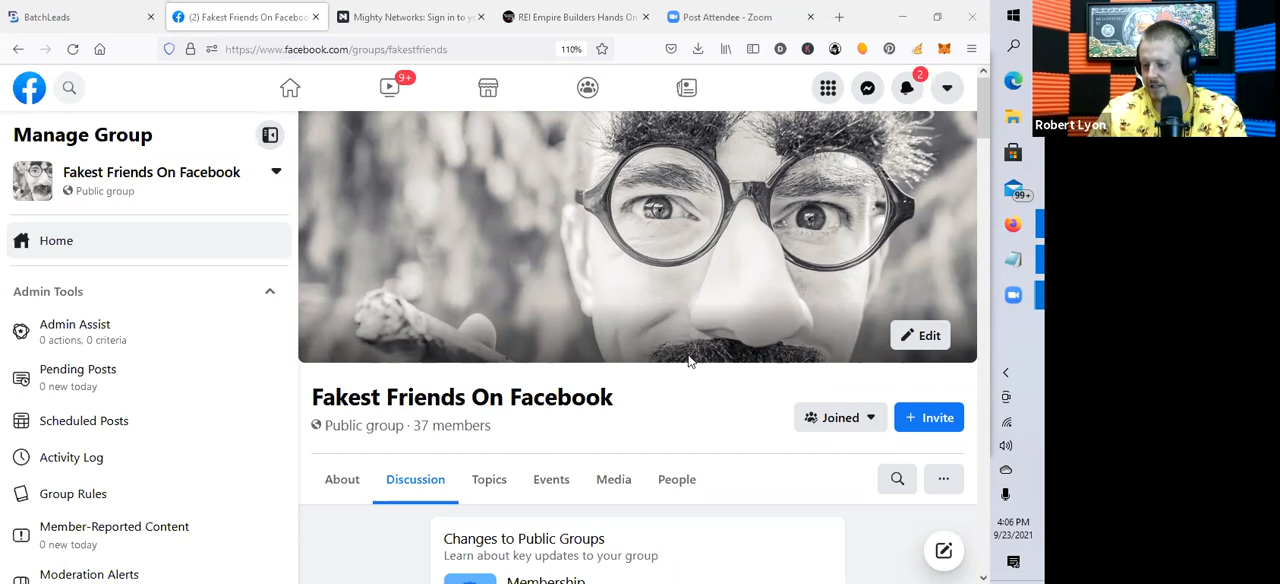 BatchLeads
(2) Fakest Friends On Faceboo
Mighty Networks: Sign in to yo
REI Empire Builders Hands On
Post Attendee - Zoom
https://www.facebook.com/groups/fakestfriends
110%
9+
2
Manage Group
Fakest Friends On Facebook
Public group
Home
Admin Tools
Admin Assist
0 actions, 0 criteria
Pending Posts
0 new today
Scheduled Posts
Activity Log
Group Rules
Member-Reported Content
0 new today
Moderation Alerts
Edit
Fakest Friends On Facebook
Public group · 37 members
Joined
+ Invite
About
Discussion
Topics
Events
Media
People
Changes to Public Groups
Learn about key updates to your group
Membership
99+
4:06 PM
9/23/2021
Robert Lyon